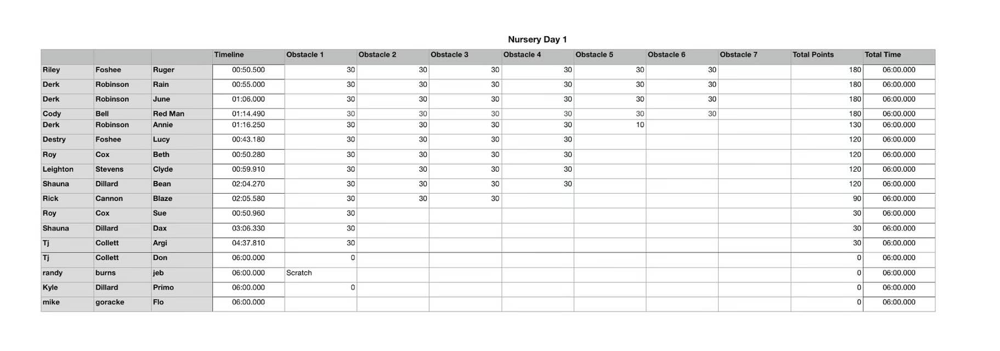 Nursery Day 1
Timeline Obstacle 1 Obstacle 2 Obstacle 3 Obstacle 4 Obstacle 5 Obstacle 6 Obstacle 7 Total Points Total Time
Riley Foshee Ruger 00:50.500 30 30 30 30 30 30 180 06:00.000
Derk Robinson Rain 00:55.000 30 30 30 30 30 30 180 06:00.000
Derk Robinson June 01:06.000 30 30 30 30 30 30 180 06:00.000
Cody Bell Red Man 01:14.490 30 30 30 30 30 30 180 06:00.000
Derk Robinson Annie 01:16.250 30 30 30 30 10 130 06:00.000
Destry Foshee Lucy 00:43.180 30 30 30 30 120 06:00.000
Roy Cox Beth 00:50.280 30 30 30 30 120 06:00.000
Leighton Stevens Clyde 00:59.910 30 30 30 30 120 06:00.000
Shauna Dillard Bean 02:04.270 30 30 30 30 120 06:00.000
Rick Cannon Blaze 02:05.580 30 30 30 90 06:00.000
Roy Cox Sue 00:50.960 30 30 06:00.000
Shauna Dillard Dax 03:06.330 30 30 06:00.000
Tj Collett Argi 04:37.810 30 30 06:00.000
Tj Collett Don 06:00.000 0 0 06:00.000
randy burns jeb 06:00.000 Scratch 0 06:00.000
Kyle Dillard Primo 06:00.000 0 0 06:00.000
mike goracke Flo 06:00.000 0 06:00.000